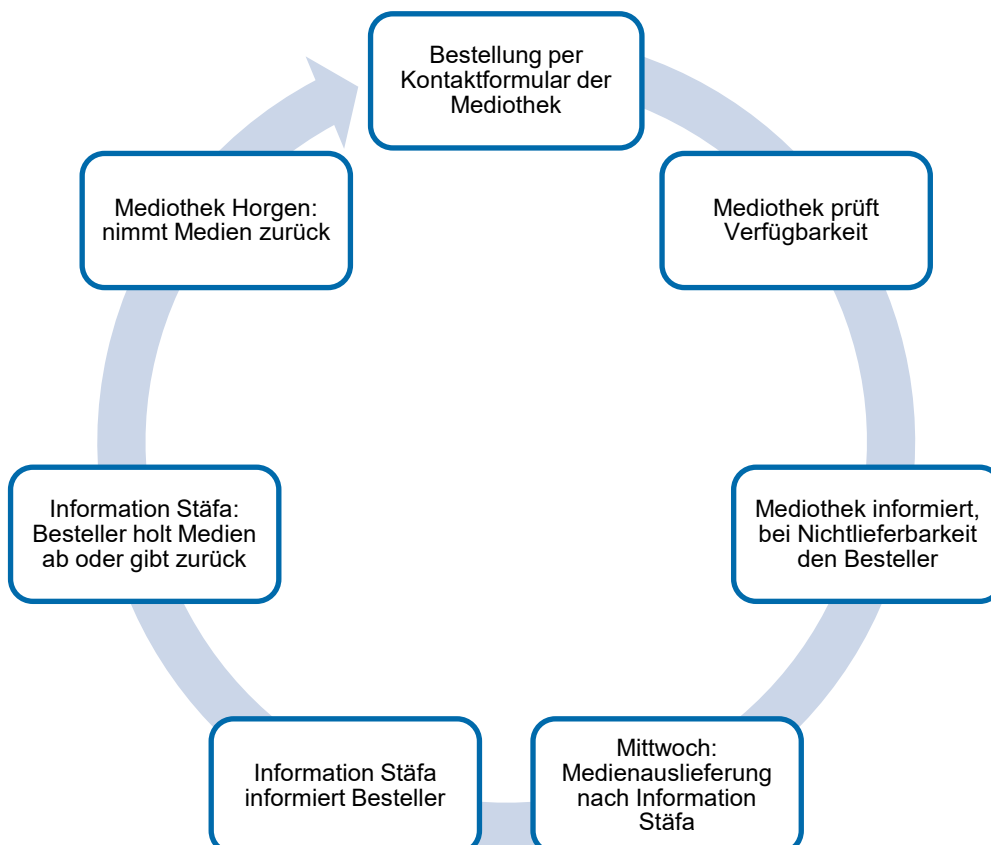 Bestellung per
Kontaktformular der
Mediothek
Mediothek prüft
Verfügbarkeit
Mediothek informiert,
bei Nichtlieferbarkeit
den Besteller
Mittwoch:
Medienauslieferung
nach Information
Stäfa
Information Stäfa
informiert Besteller
Information Stäfa:
Besteller holt Medien
ab oder gibt zurück
Mediothek Horgen:
nimmt Medien zurück